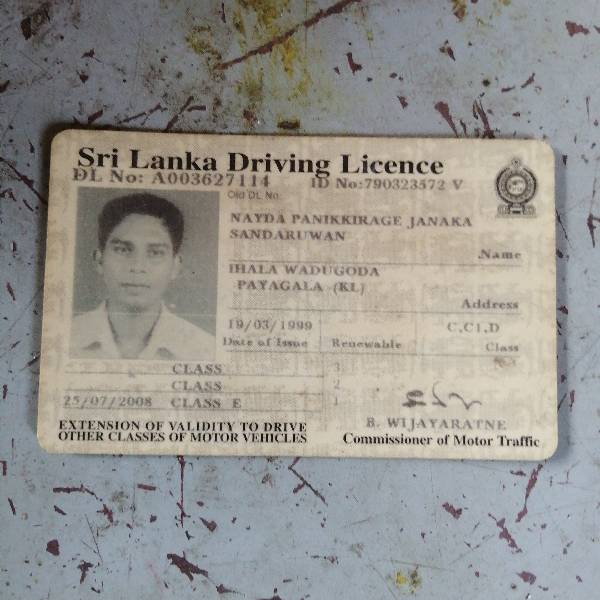 Sri Lanka Driving Licence
DL No: A003627114 ID No:790323572 V
Old DL No.
NAYDA PANIKKIRAGE JANAKA
SANDARUWAN
Name
IHALA WADUGODA
PAYAGALA (KL)
Address
19/03/1999 C,C1,D
Date of Issue Renewable Class
CLASS 3
CLASS 2
25/07/2008 CLASS E 1
B. WIJAYARATNE
EXTENSION OF VALIDITY TO DRIVE
OTHER CLASSES OF MOTOR VEHICLES
Commissioner of Motor Traffic